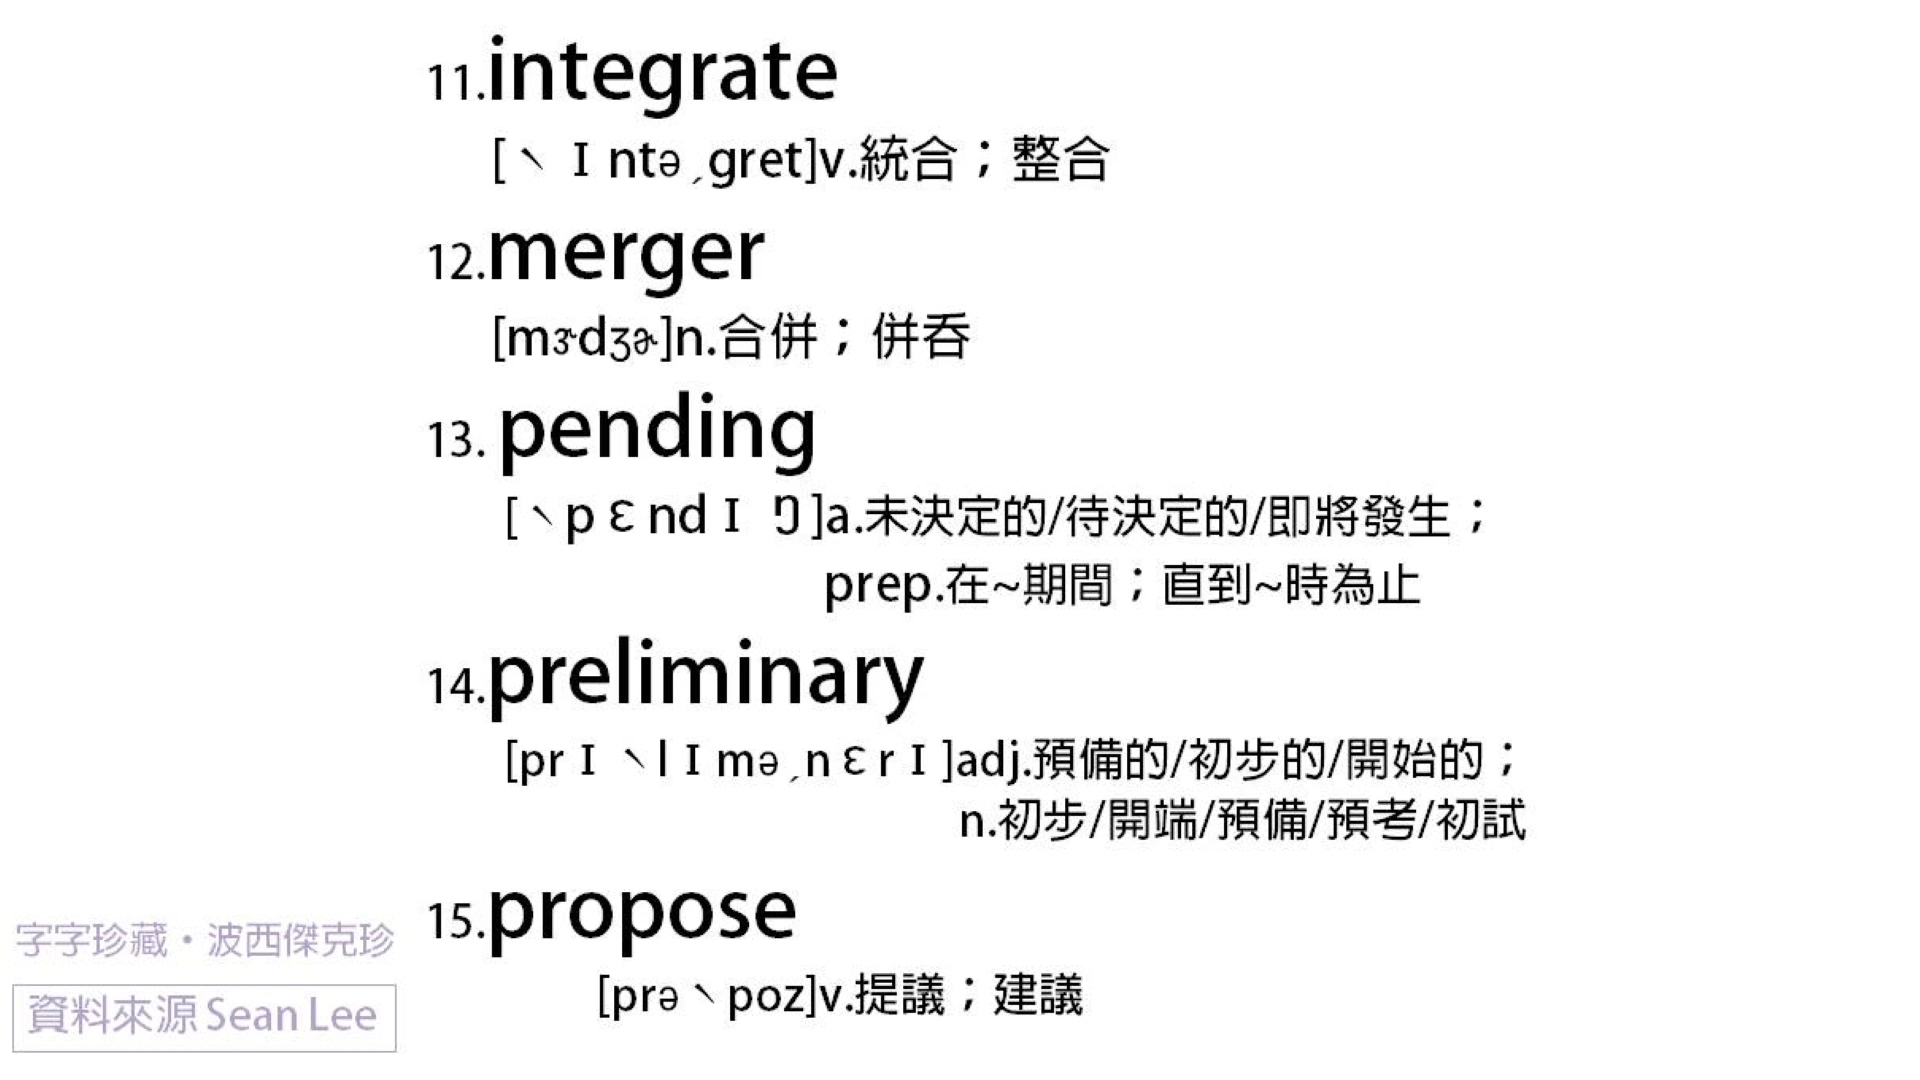 11.integrate
[ˋɪntəˏgret]v.統合；整合
12.merger
[mɝdʒɚ]n.合併；併吞
13. pending
[ˋpɛndɪŋ]a.未決定的/待決定的/即將發生；
prep.在~期間；直到~時為止
14.preliminary
[prɪˋlɪməˏnɛrɪ]adj.預備的/初步的/開始的；
n.初步/開端/預備/預考/初試
15.propose
[prəˋpoz]v.提議；建議
字字珍藏・波西傑克珍
資料來源 Sean Lee